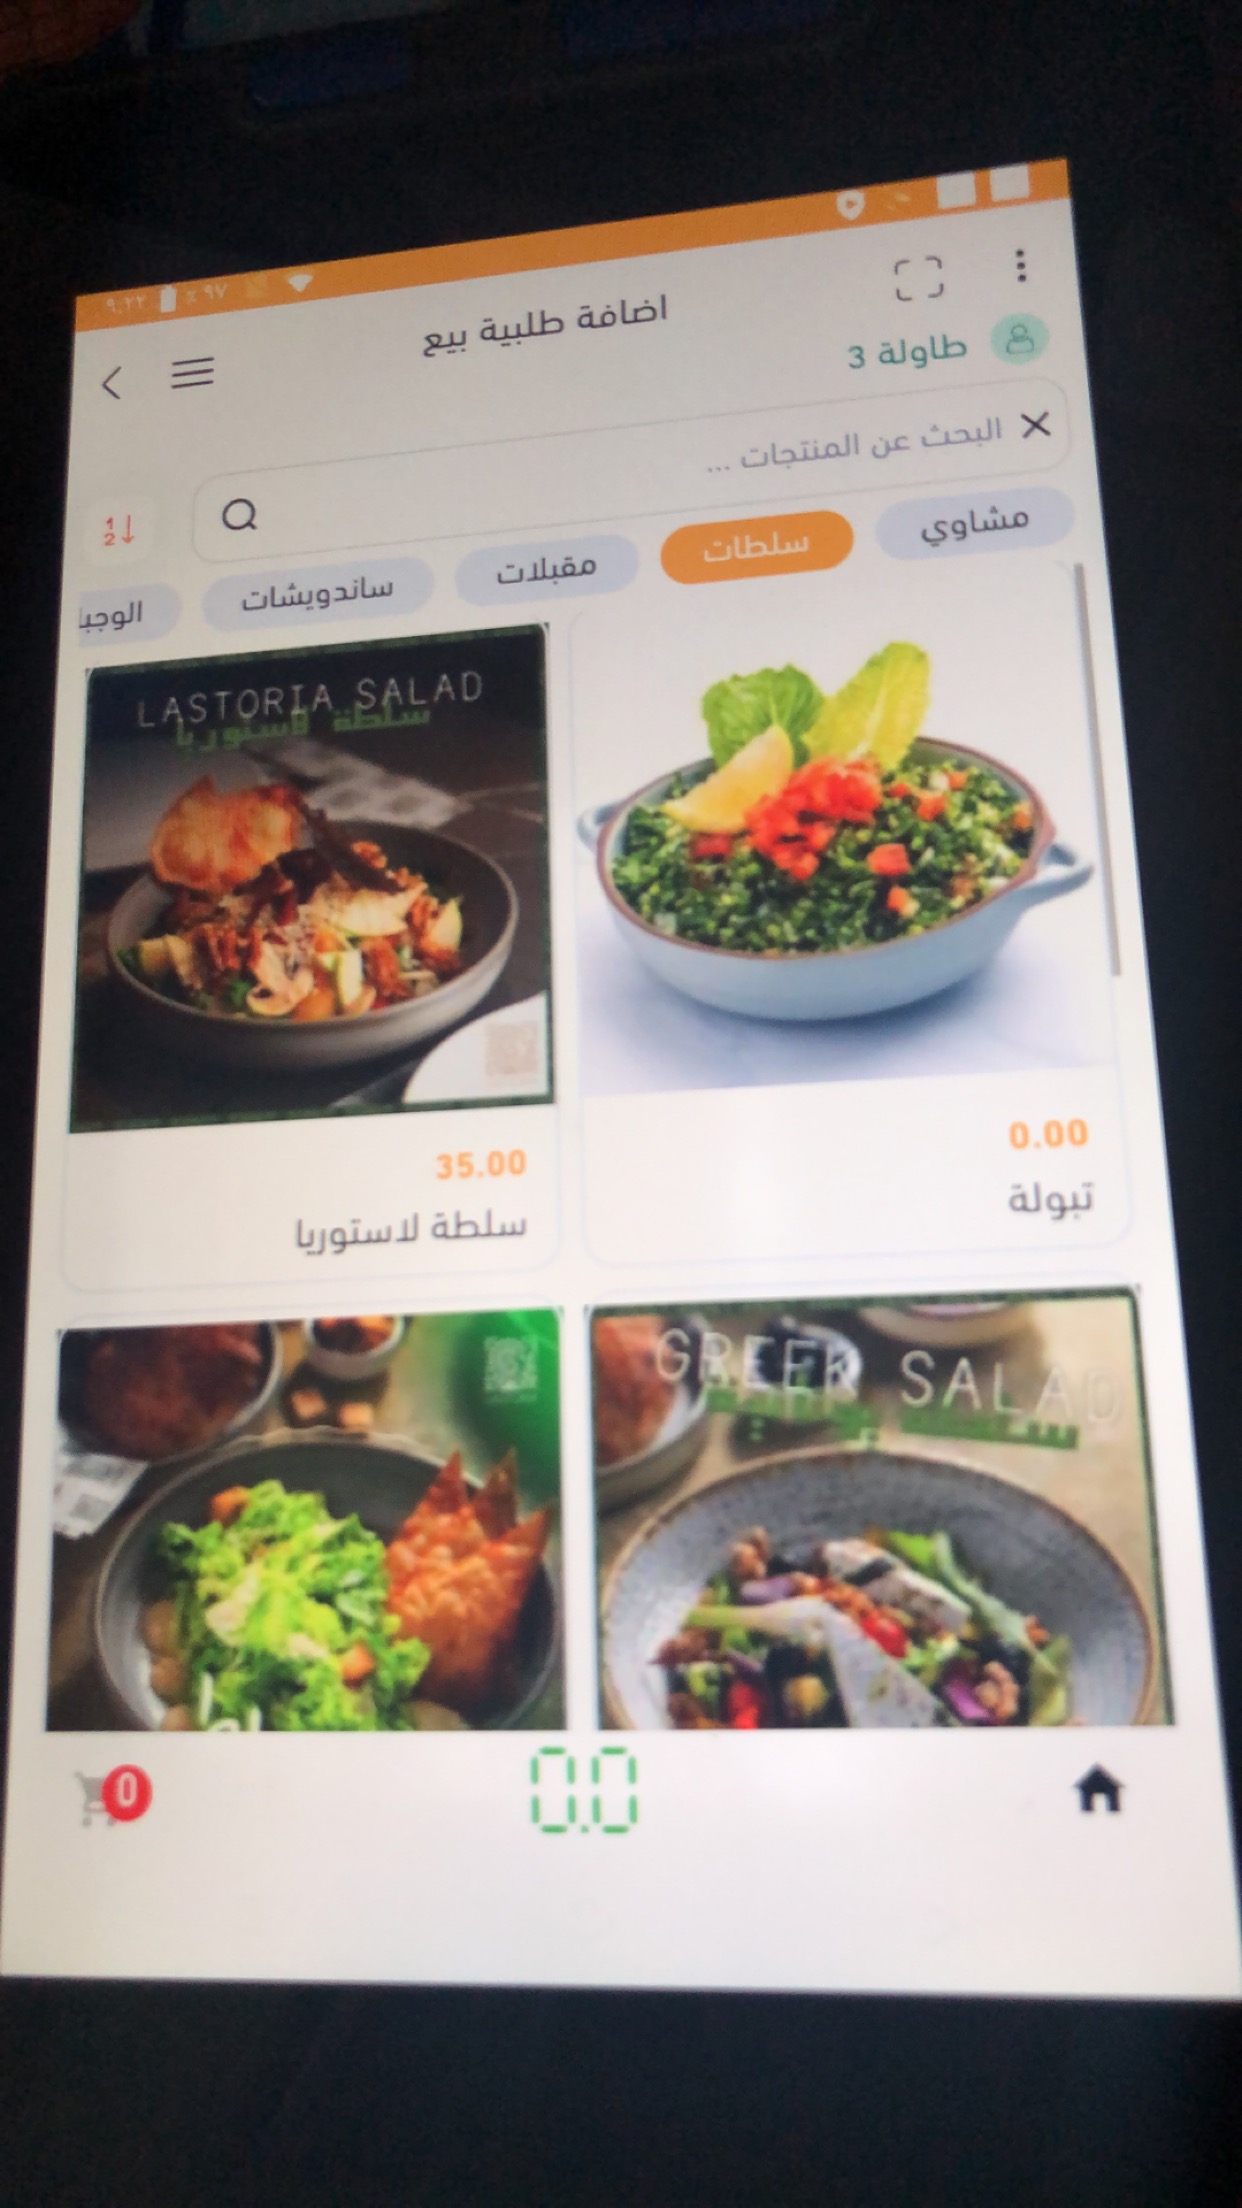 ٩:٢٢ ٪ ٩٧
اضافة طلبية بيع
طاولة 3
البحث عن المنتجات ...
مشاوي
سلطات
مقبلات
ساندويشات
الوجبا
LASTORIA SALAD
سلطة لاستوريا
0.00
تبولة
35.00
سلطة لاستوريا
GREEK SALAD
0.0
0